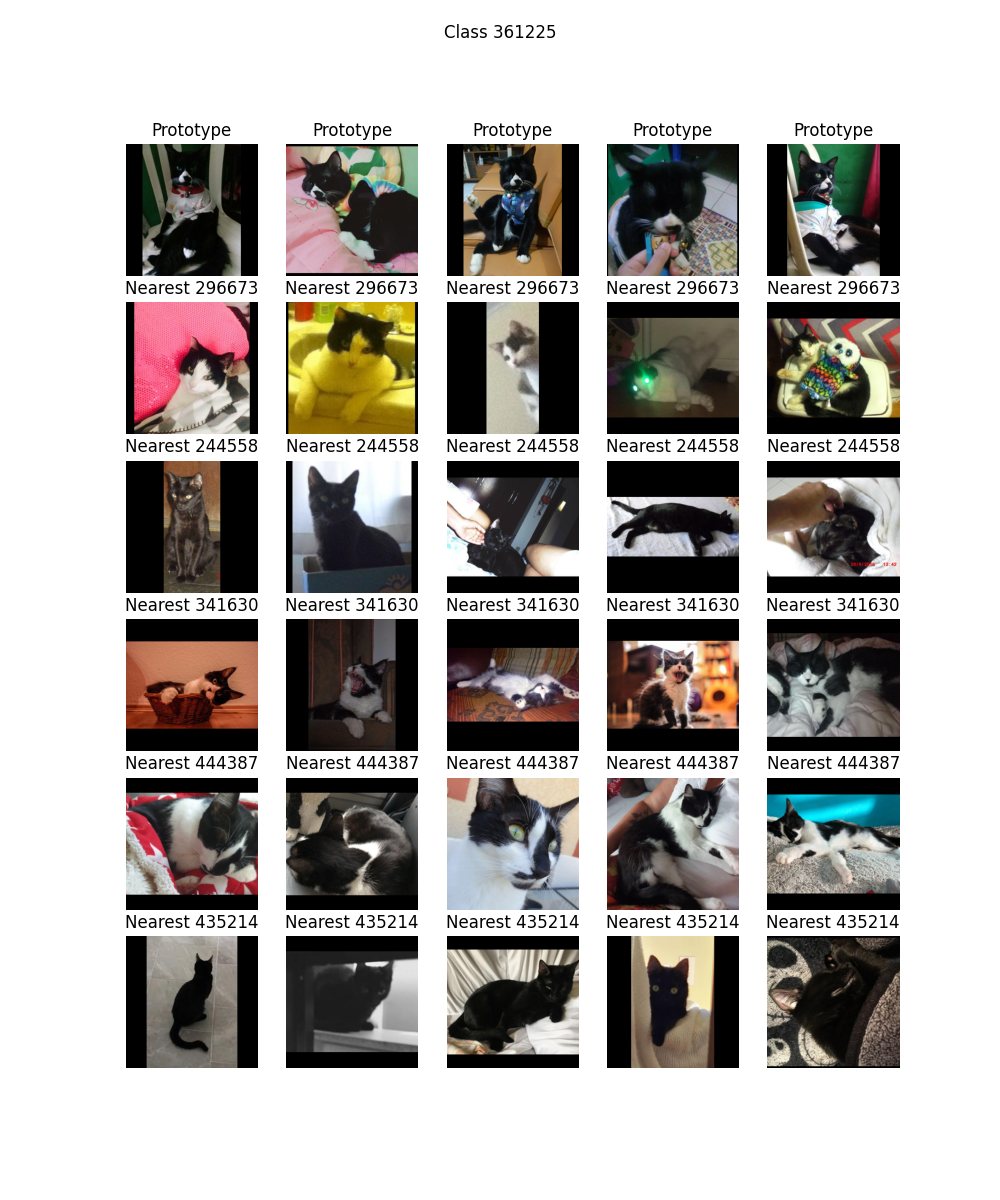 Class 361225
Prototype Prototype Prototype Prototype Prototype
Nearest 296673 Nearest 296673 Nearest 296673 Nearest 296673 Nearest 296673
Nearest 244558 Nearest 244558 Nearest 244558 Nearest 244558 Nearest 244558
Nearest 341630 Nearest 341630 Nearest 341630 Nearest 341630 Nearest 341630
Nearest 444387 Nearest 444387 Nearest 444387 Nearest 444387 Nearest 444387
Nearest 435214 Nearest 435214 Nearest 435214 Nearest 435214 Nearest 435214